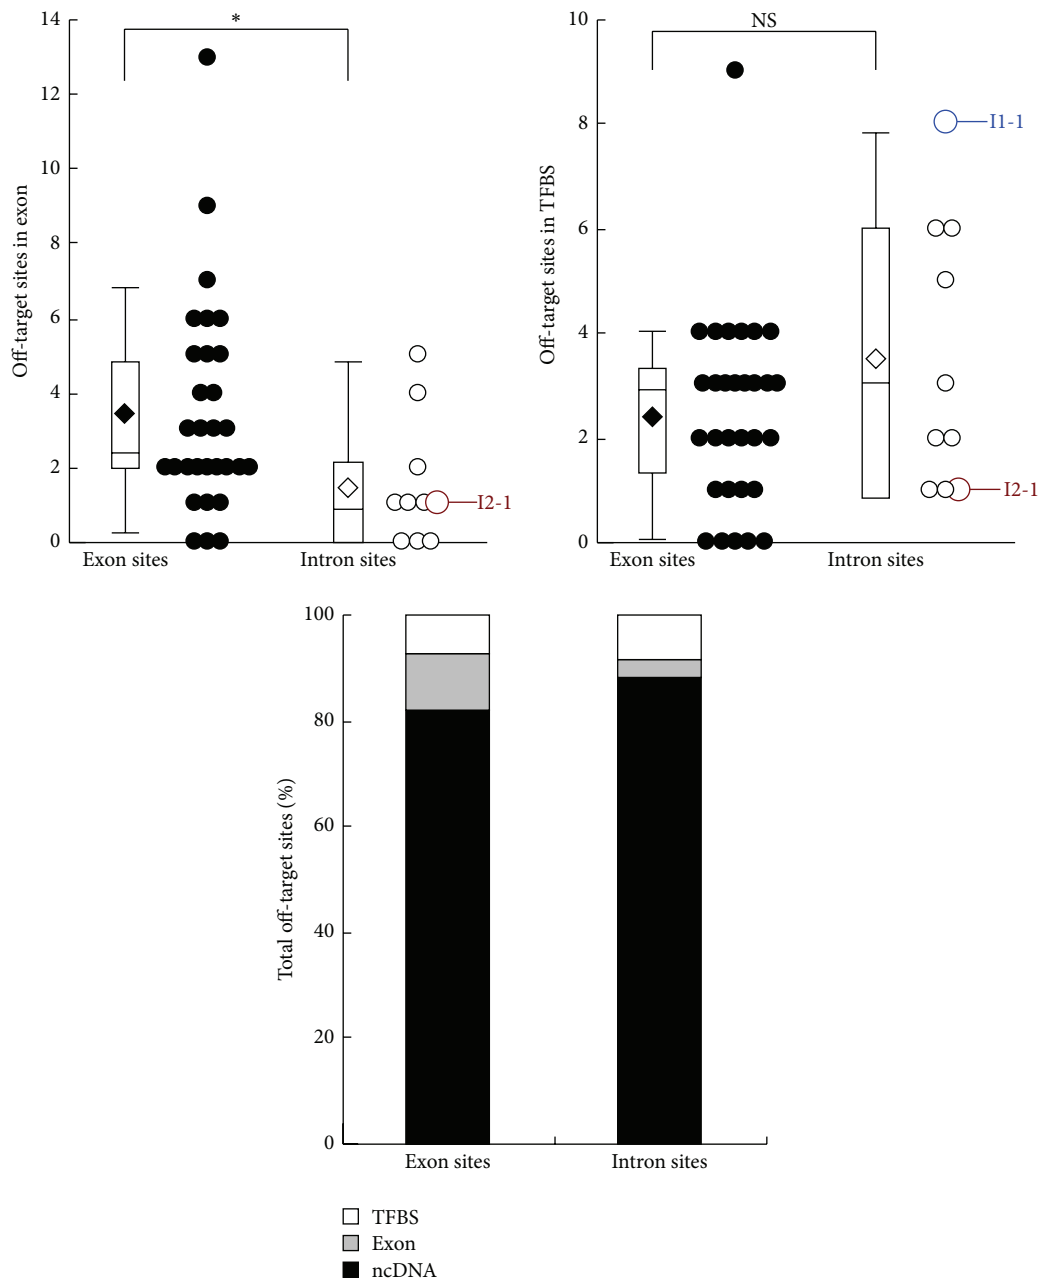 14
12
10
8
6
4
2
0
Off-target sites in exon
*
I2-1
Exon sites
Intron sites
10
8
6
4
2
0
Off-target sites in TFBS
NS
I1-1
I2-1
Exon sites
Intron sites
100
80
60
40
20
0
Total off-target sites (%)
Exon sites
Intron sites
TFBS
Exon
ncDNA